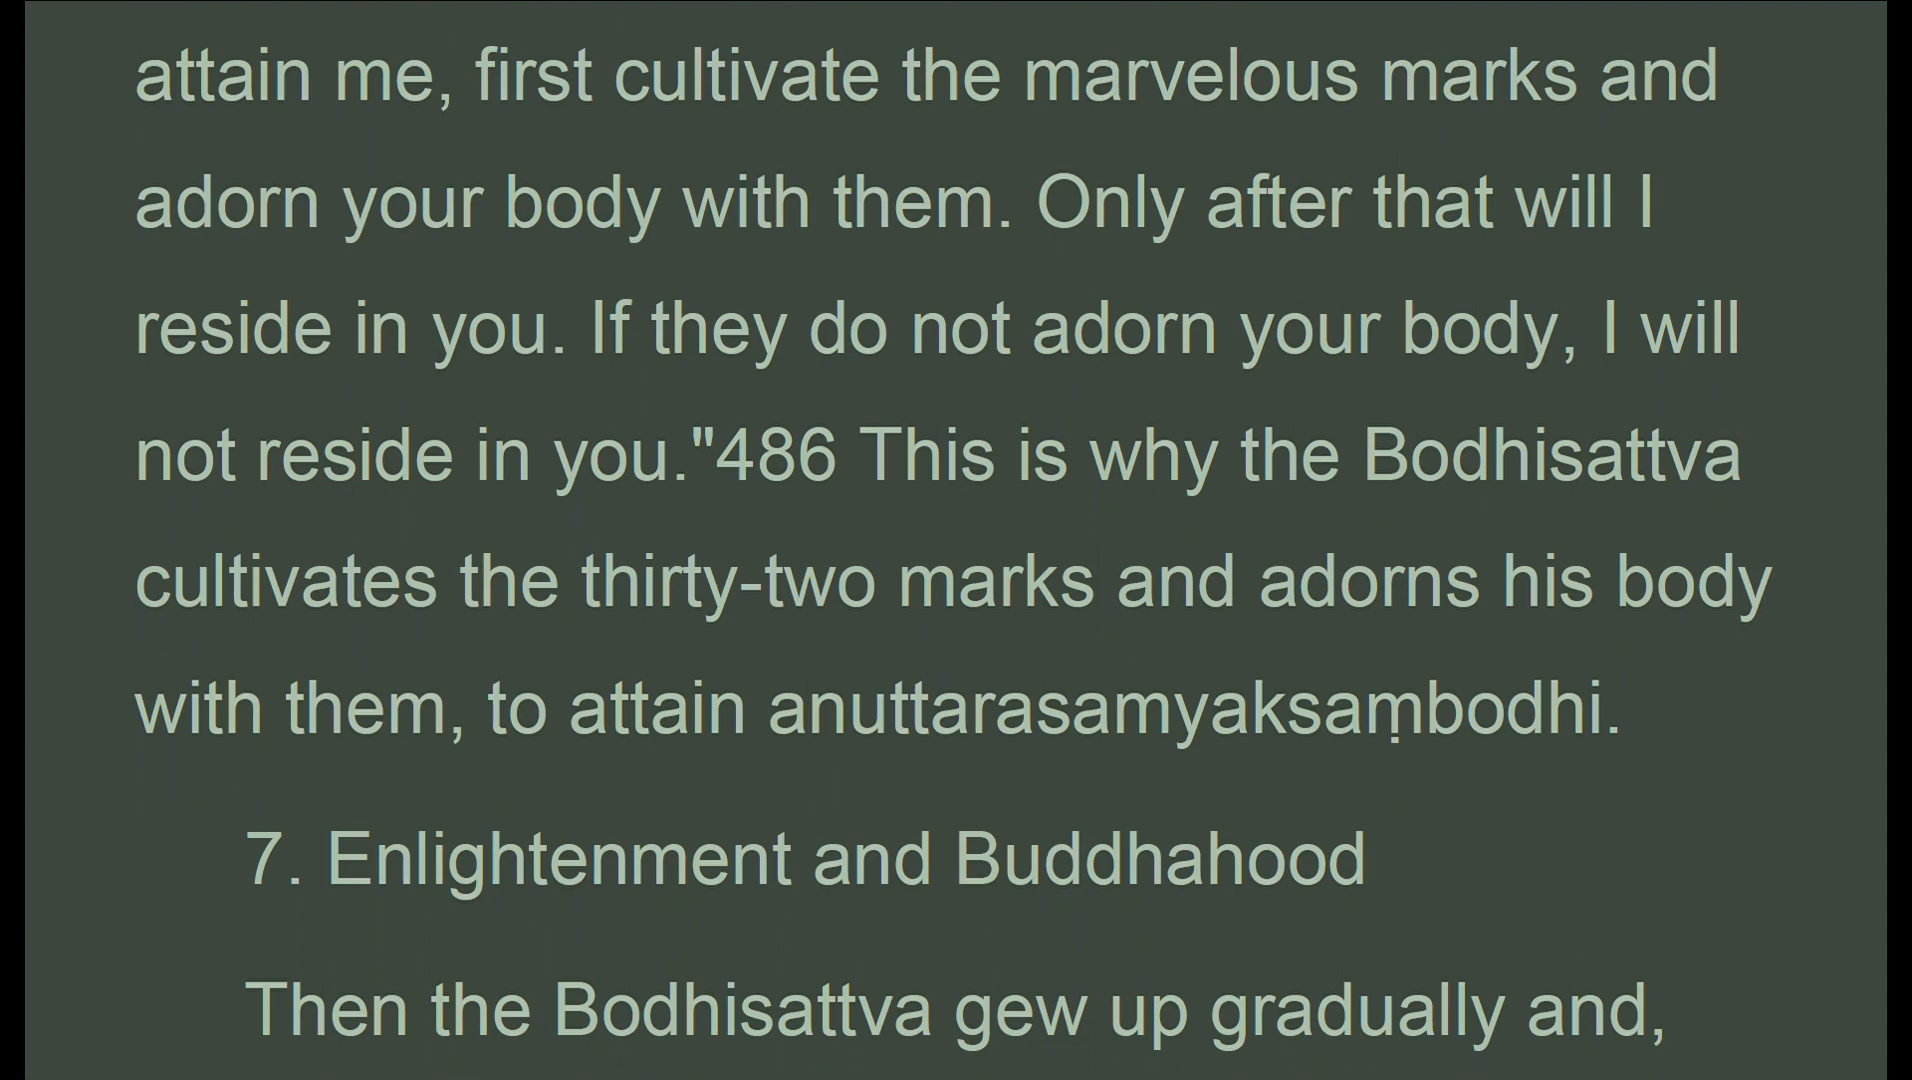 attain me, first cultivate the marvelous marks and
adorn your body with them. Only after that will I
reside in you. If they do not adorn your body, I will
not reside in you."486 This is why the Bodhisattva
cultivates the thirty-two marks and adorns his body
with them, to attain anuttarasamyaksaṃbodhi.
7. Enlightenment and Buddhahood
Then the Bodhisattva gew up gradually and,